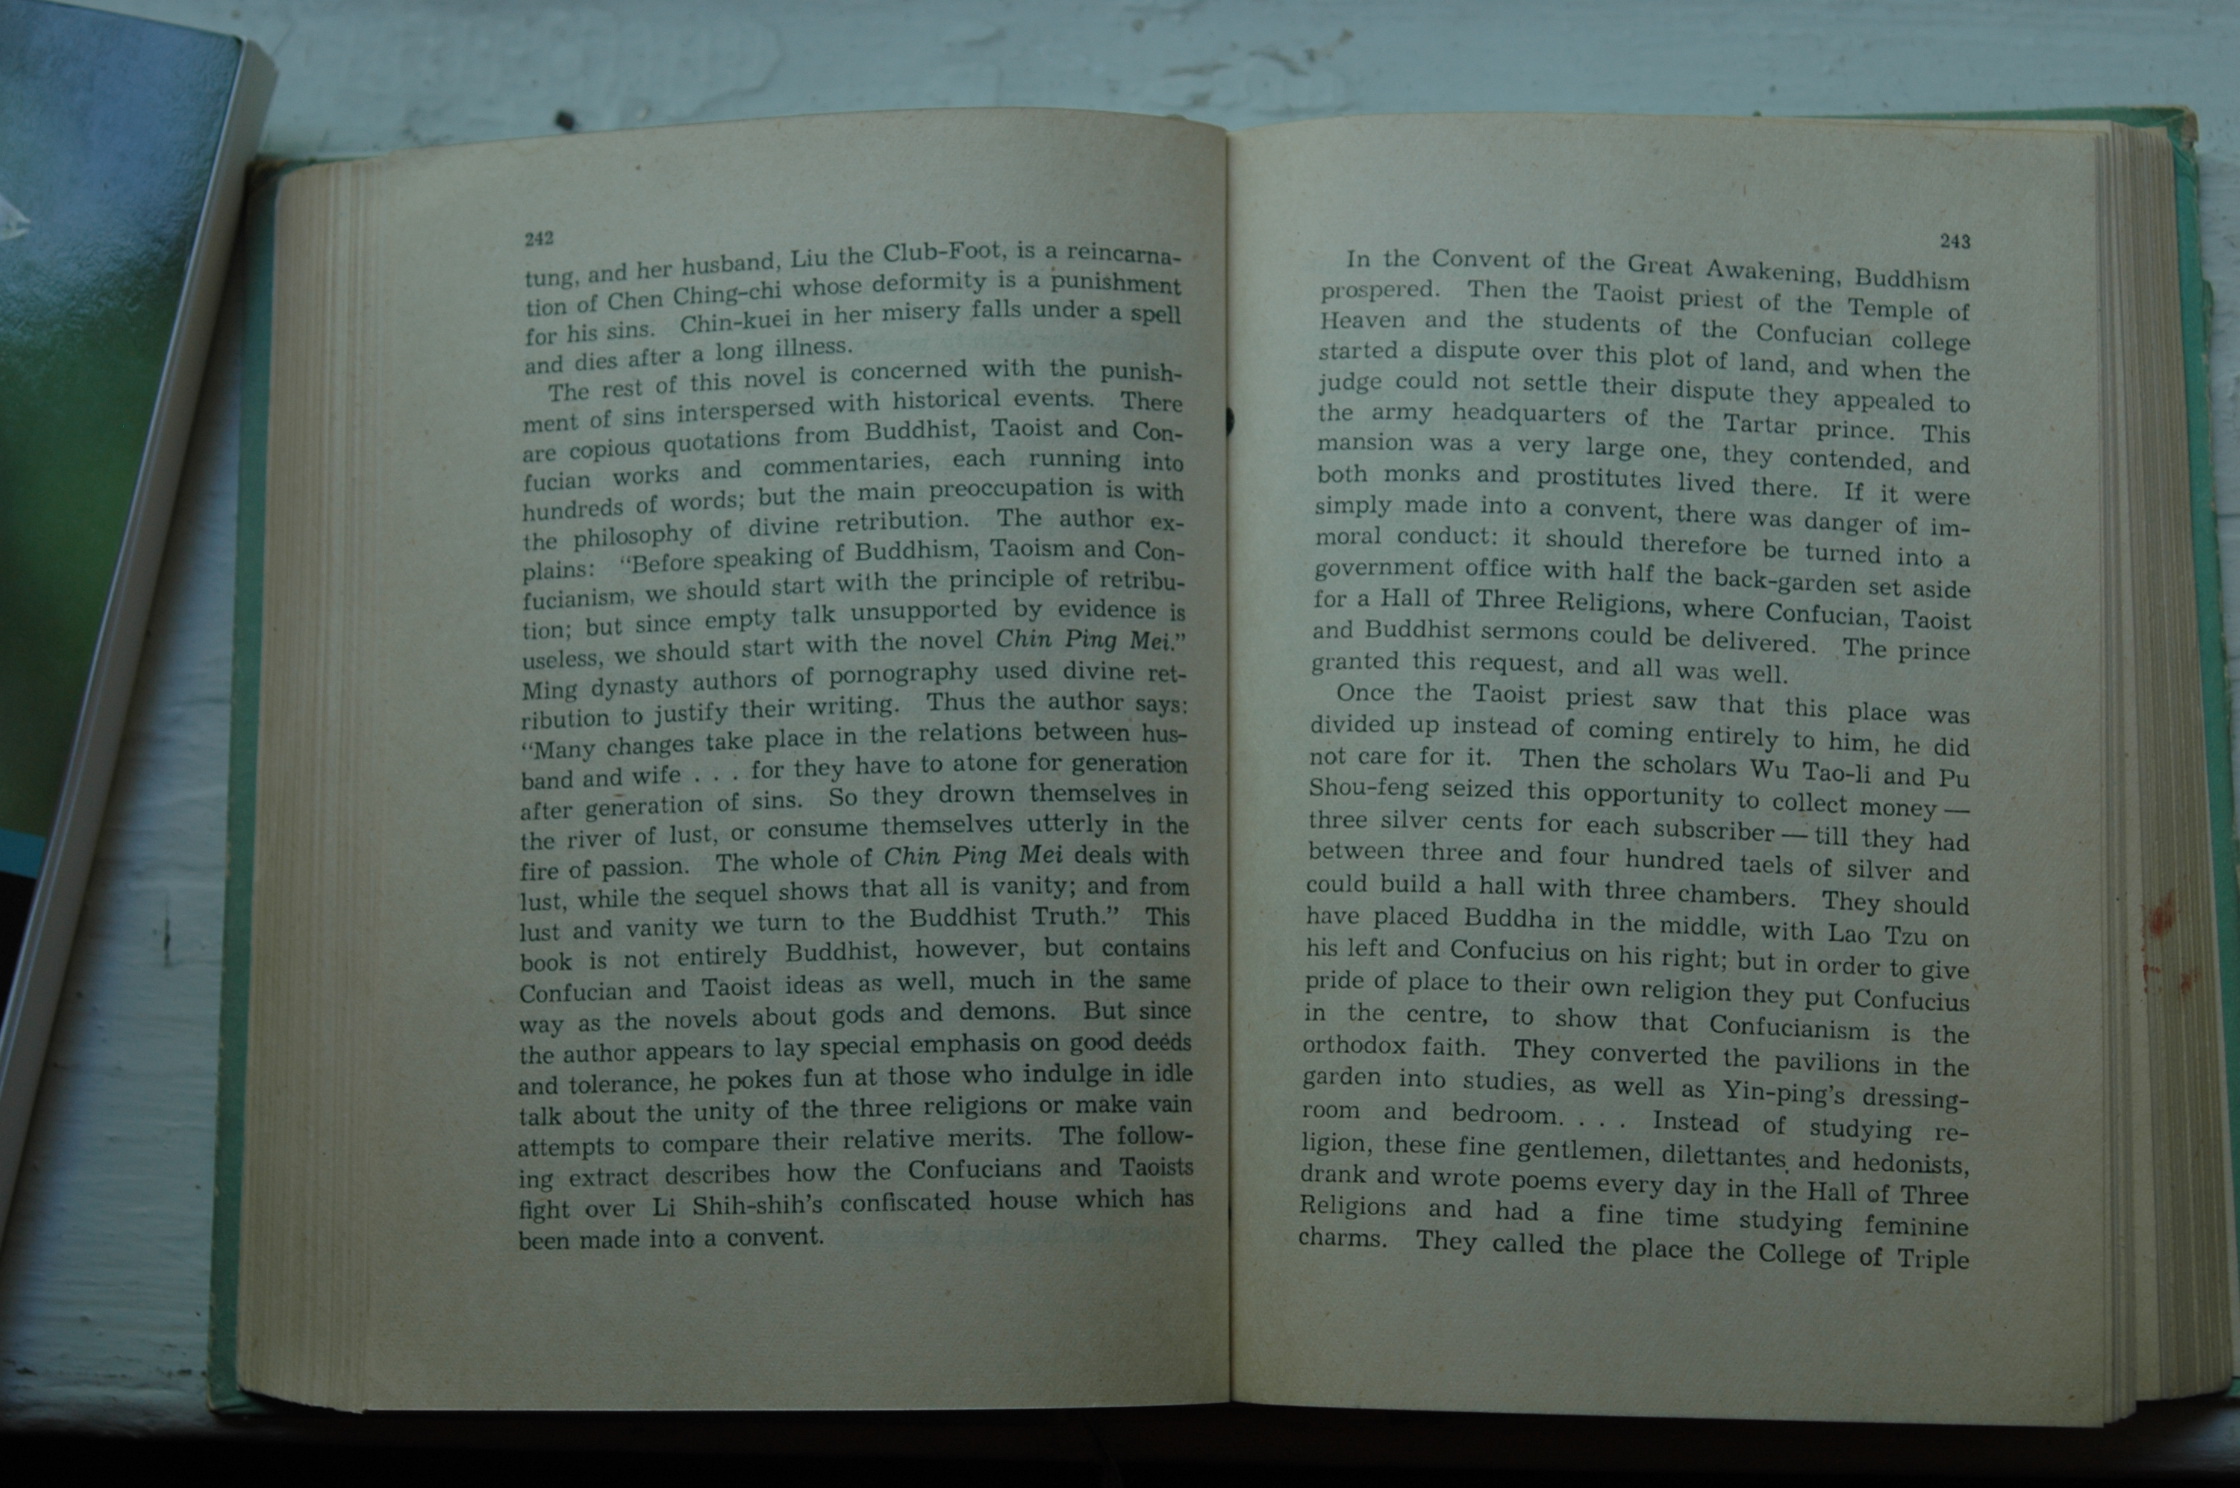 242
tung, and her husband, Liu the Club-Foot, is a reincarna-
tion of Chen Ching-chi whose deformity is a punishment
for his sins. Chin-kuei in her misery falls under a spell
and dies after a long illness.
The rest of this novel is concerned with the punish-
ment of sins interspersed with historical events. There
are copious quotations from Buddhist, Taoist and Con-
fucian works and commentaries, each running into
hundreds of words; but the main preoccupation is with
the philosophy of divine retribution. The author ex-
plains: “Before speaking of Buddhism, Taoism and Con-
fucianism, we should start with the principle of retribu-
tion; but since empty talk unsupported by evidence is
useless, we should start with the novel Chin Ping Mei.”
Ming dynasty authors of pornography used divine ret-
ribution to justify their writing. Thus the author says:
“Many changes take place in the relations between hus-
band and wife . . . for they have to atone for generation
after generation of sins. So they drown themselves in
the river of lust, or consume themselves utterly in the
fire of passion. The whole of Chin Ping Mei deals with
lust, while the sequel shows that all is vanity; and from
lust and vanity we turn to the Buddhist Truth.” This
book is not entirely Buddhist, however, but contains
Confucian and Taoist ideas as well, much in the same
way as the novels about gods and demons. But since
the author appears to lay special emphasis on good deeds
and tolerance, he pokes fun at those who indulge in idle
talk about the unity of the three religions or make vain
attempts to compare their relative merits. The follow-
ing extract describes how the Confucians and Taoists
fight over Li Shih-shih’s confiscated house which has
been made into a convent.
243
In the Convent of the Great Awakening, Buddhism
prospered. Then the Taoist priest of the Temple of
Heaven and the students of the Confucian college
started a dispute over this plot of land, and when the
judge could not settle their dispute they appealed to
the army headquarters of the Tartar prince. This
mansion was a very large one, they contended, and
both monks and prostitutes lived there. If it were
simply made into a convent, there was danger of im-
moral conduct: it should therefore be turned into a
government office with half the back-garden set aside
for a Hall of Three Religions, where Confucian, Taoist
and Buddhist sermons could be delivered. The prince
granted this request, and all was well.
Once the Taoist priest saw that this place was
divided up instead of coming entirely to him, he did
not care for it. Then the scholars Wu Tao-li and Pu
Shou-feng seized this opportunity to collect money —
three silver cents for each subscriber — till they had
between three and four hundred taels of silver and
could build a hall with three chambers. They should
have placed Buddha in the middle, with Lao Tzu on
his left and Confucius on his right; but in order to give
pride of place to their own religion they put Confucius
in the centre, to show that Confucianism is the
orthodox faith. They converted the pavilions in the
garden into studies, as well as Yin-ping’s dressing-
room and bedroom. . . . Instead of studying re-
ligion, these fine gentlemen, dilettantes and hedonists,
drank and wrote poems every day in the Hall of Three
Religions and had a fine time studying feminine
charms. They called the place the College of Triple